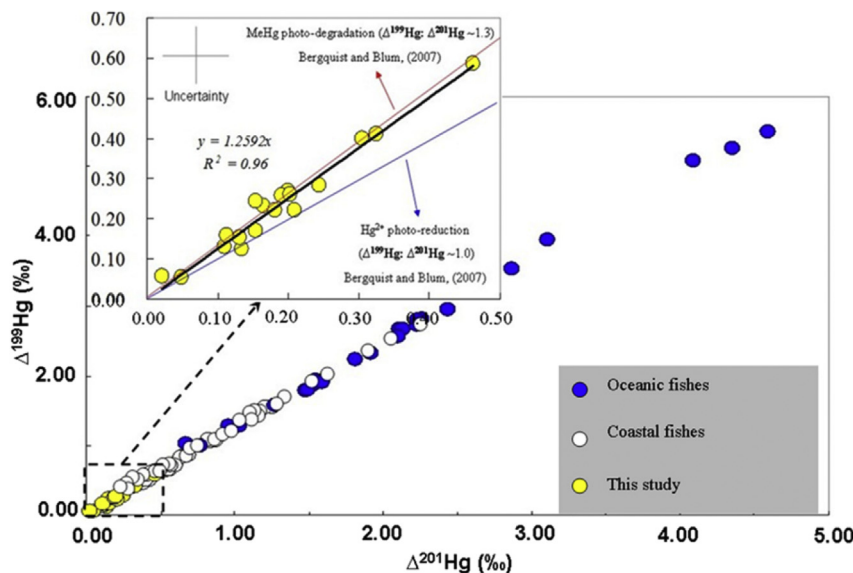 0.70
0.60
0.50
0.40
0.30
0.20
0.10
0.00
MeHg photo-degradation (Δ¹⁹⁹Hg: Δ²⁰¹Hg ~1.3)
Bergquist and Blum, (2007)
Uncertainty
y = 1.2592x
R² = 0.96
Hg²⁺ photo-reduction
(Δ¹⁹⁹Hg: Δ²⁰¹Hg ~1.0)
Bergquist and Blum, (2007)
0.00 0.10 0.20 0.30 0.40 0.50
6.00
4.00
2.00
0.00
Δ¹⁹⁹Hg (‰)
Oceanic fishes
Coastal fishes
This study
0.00 1.00 2.00 3.00 4.00 5.00
Δ²⁰¹Hg (‰)